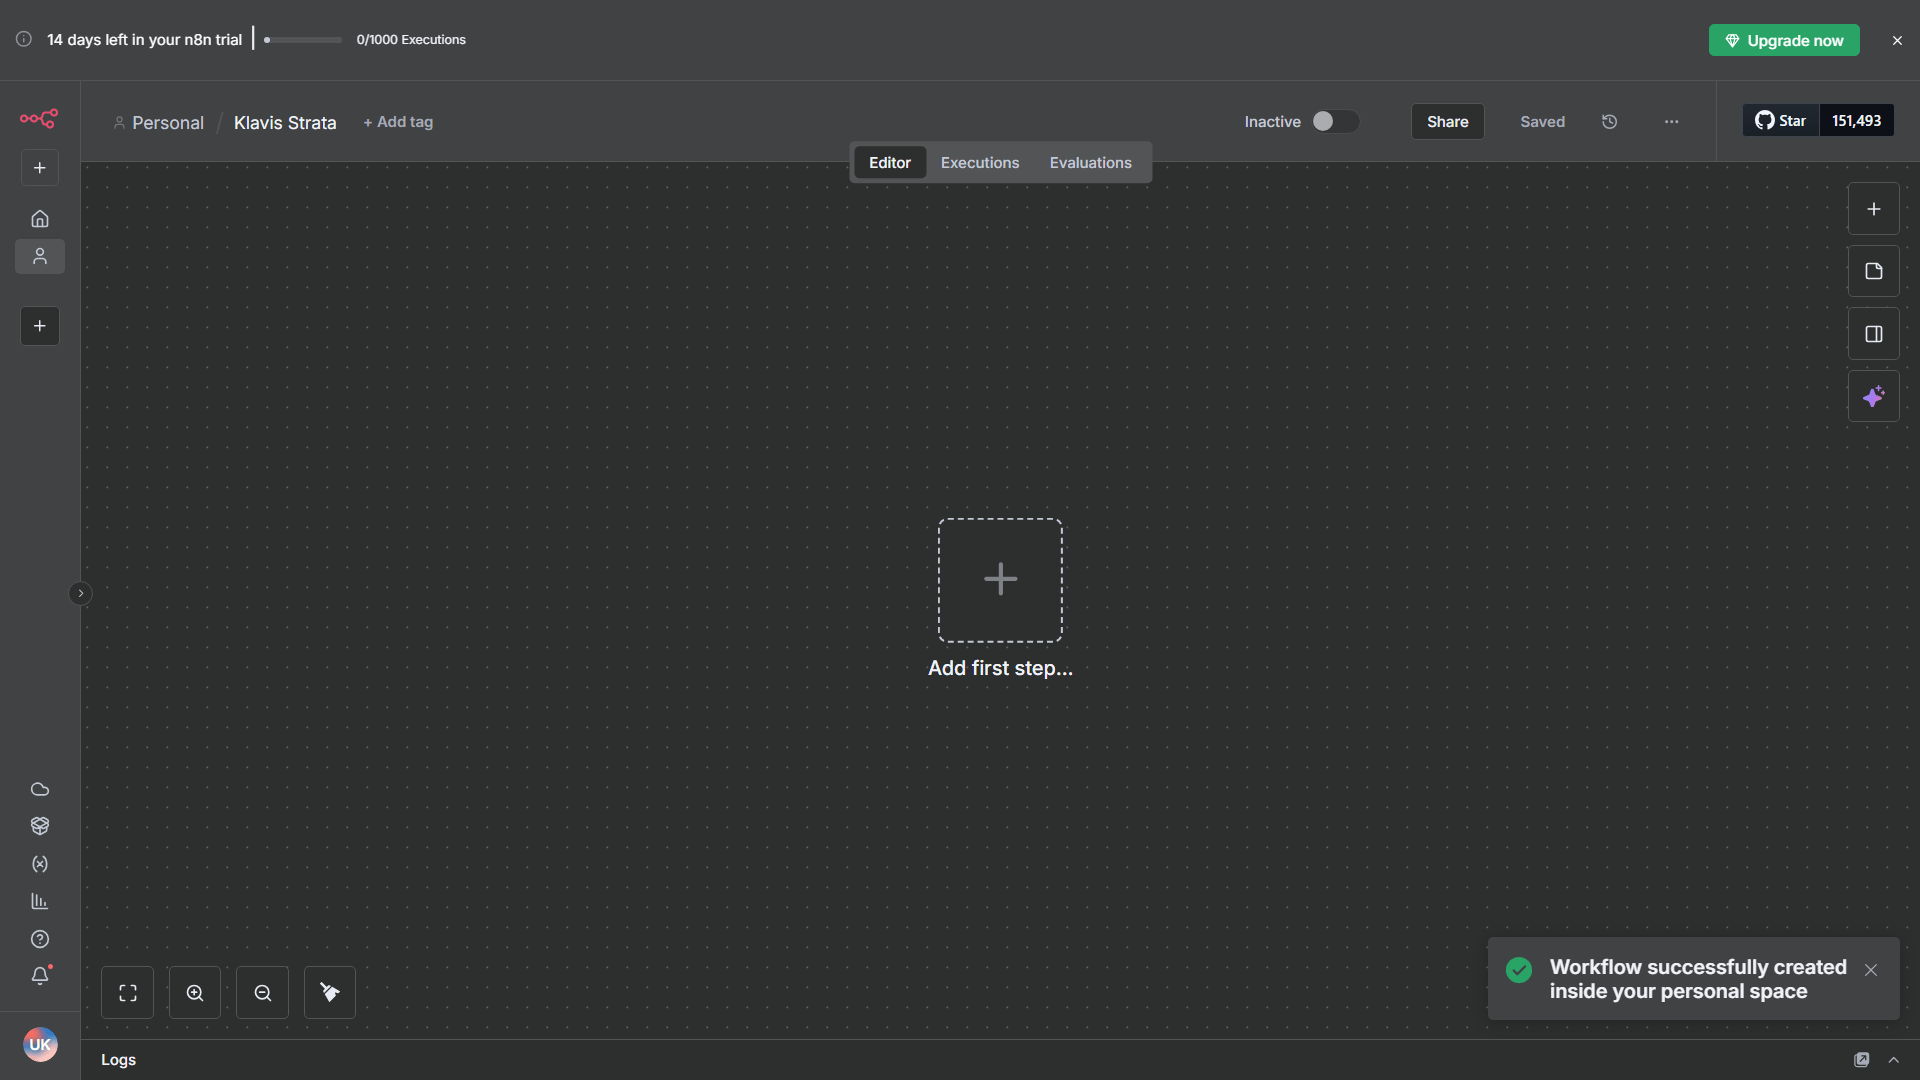 14 days left in your n8n trial
0/1000 Executions
Upgrade now
Personal / Klavis Strata
+ Add tag
Inactive
Share
Saved
Star
151,493
Editor
Executions
Evaluations
Add first step...
Workflow successfully created
inside your personal space
UK
Logs